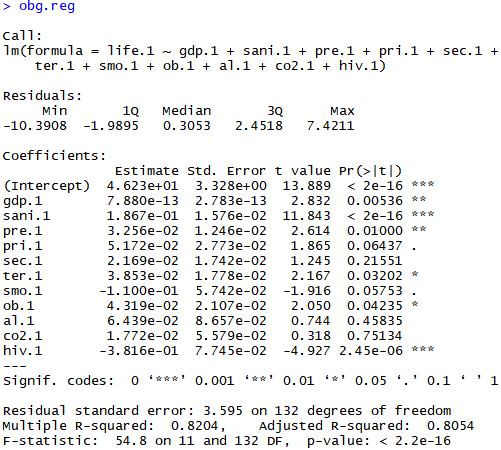 > obg.reg
Call:
lm(formula = life.1 ~ gdp.1 + sani.1 + pre.1 + pri.1 + sec.1 +
    ter.1 + smo.1 + ob.1 + al.1 + co2.1 + hiv.1)
Residuals:
     Min       1Q   Median       3Q      Max
-10.3908  -1.9895   0.3053   2.4518   7.4211
Coefficients:
              Estimate Std. Error t value Pr(>|t|)
(Intercept)  4.623e+01  3.328e+00  13.889  < 2e-16 ***
gdp.1        7.880e-13  2.783e-13   2.832  0.00536 **
sani.1       1.867e-01  1.576e-02  11.843  < 2e-16 ***
pre.1        3.256e-02  1.246e-02   2.614  0.01000 **
pri.1        5.172e-02  2.773e-02   1.865  0.06437 .
sec.1        2.169e-02  1.742e-02   1.245  0.21551
ter.1        3.853e-02  1.778e-02   2.167  0.03202 *
smo.1       -1.100e-01  5.742e-02  -1.916  0.05753 .
ob.1         4.319e-02  2.107e-02   2.050  0.04235 *
al.1         6.439e-02  8.657e-02   0.744  0.45835
co2.1        1.772e-02  5.579e-02   0.318  0.75134
hiv.1       -3.816e-01  7.745e-02  -4.927 2.45e-06 ***
---
Signif. codes:  0 ‘***’ 0.001 ‘**’ 0.01 ‘*’ 0.05 ‘.’ 0.1 ‘ ’ 1
Residual standard error: 3.595 on 132 degrees of freedom
Multiple R-squared:  0.8204,    Adjusted R-squared:  0.8054
F-statistic:  54.8 on 11 and 132 DF,  p-value: < 2.2e-16